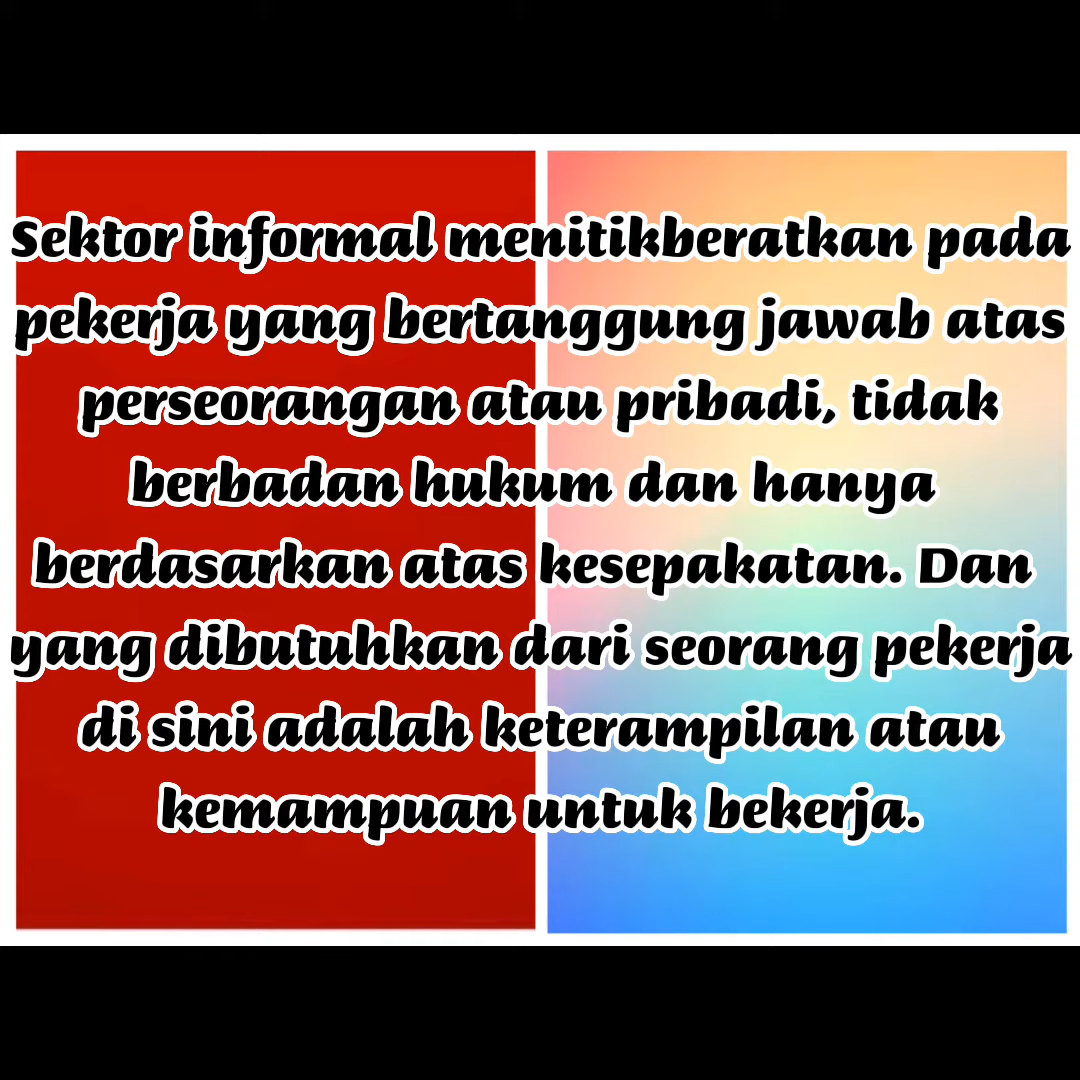 Sektor informal menitikberatkan pada
pekerja yang bertanggung jawab atas
perseorangan atau pribadi, tidak
berbadan hukum dan hanya
berdasarkan atas kesepakatan. Dan
yang dibutuhkan dari seorang pekerja
di sini adalah keterampilan atau
kemampuan untuk bekerja.